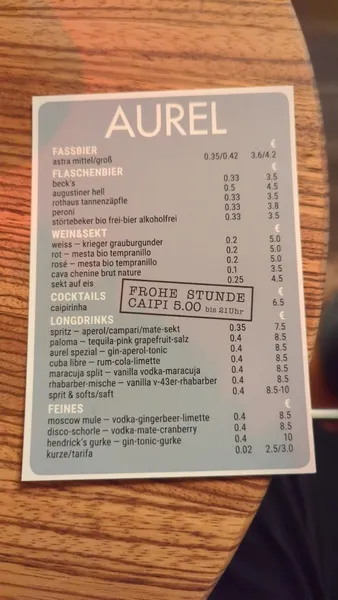 AUREL
FASSBIER €
astra mittel/groß 0.35/0.42 3.6/4.2
FLASCHENBIER €
beck's 0.33 3.5
augustiner hell 0.5 4.5
rothaus tannenzäpfle 0.33 3.5
peroni 0.33 3.8
störtebeker bio frei-bier alkoholfrei 0.33 3.5
WEIN&SEKT €
weiss – krieger grauburgunder 0.2 5.0
rot – mesta bio tempranillo 0.2 5.0
rosé – mesta bio tempranillo 0.2 5.0
cava chenine brut nature 0.1 3.5
sekt auf eis 0.25 4.5
COCKTAILS €
caipirinha 6.5
FROHE STUNDE
CAIPI 5.00 bis 21Uhr
LONGDRINKS €
spritz – aperol/campari/mate-sekt 0.35 7.5
paloma – tequila-pink grapefruit-salz 0.4 8.5
aurel spezial – gin-aperol-tonic 0.4 8.5
cuba libre – rum-cola-limette 0.4 8.5
maracuja split – vanilla vodka-maracuja 0.4 8.5
rhabarber-mische – vanilla v-43er-rhabarber 0.4 8.5
sprit & softs/saft 0.4 8.5-10
FEINES €
moscow mule – vodka-gingerbeer-limette 0.4 8.5
disco-schorle – vodka-mate-cranberry 0.4 8.5
hendrick's gurke – gin-tonic-gurke 0.4 10
kurze/tarifa 0.02 2.5/3.0